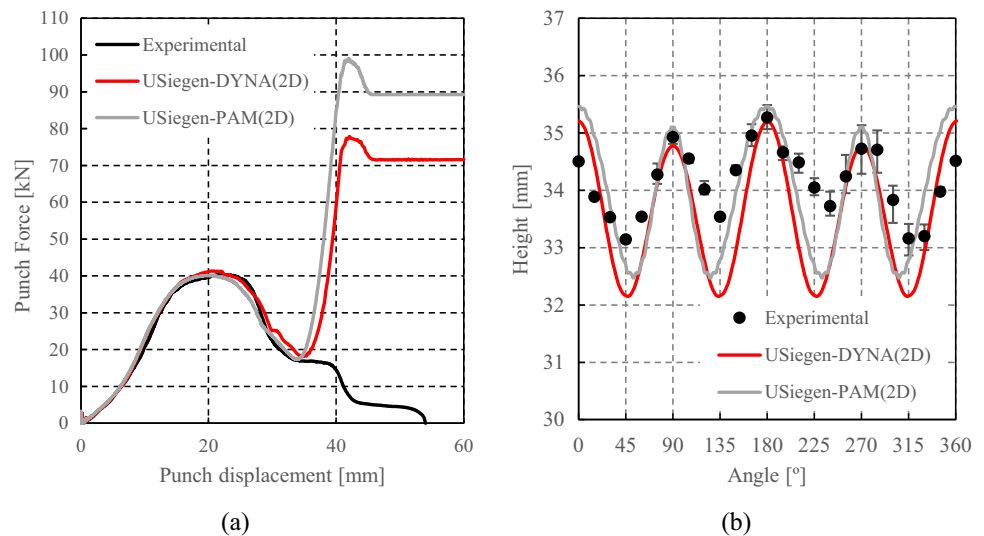 110
100
90
80
70
60
50
40
30
20
10
0
Punch Force [kN]
Experimental
USiegen-DYNA(2D)
USiegen-PAM(2D)
0 20 40 60
Punch displacement [mm]
(a)
37
36
35
34
33
32
31
30
Height [mm]
Experimental
USiegen-DYNA(2D)
USiegen-PAM(2D)
0 45 90 135 180 225 270 315 360
Angle [º]
(b)